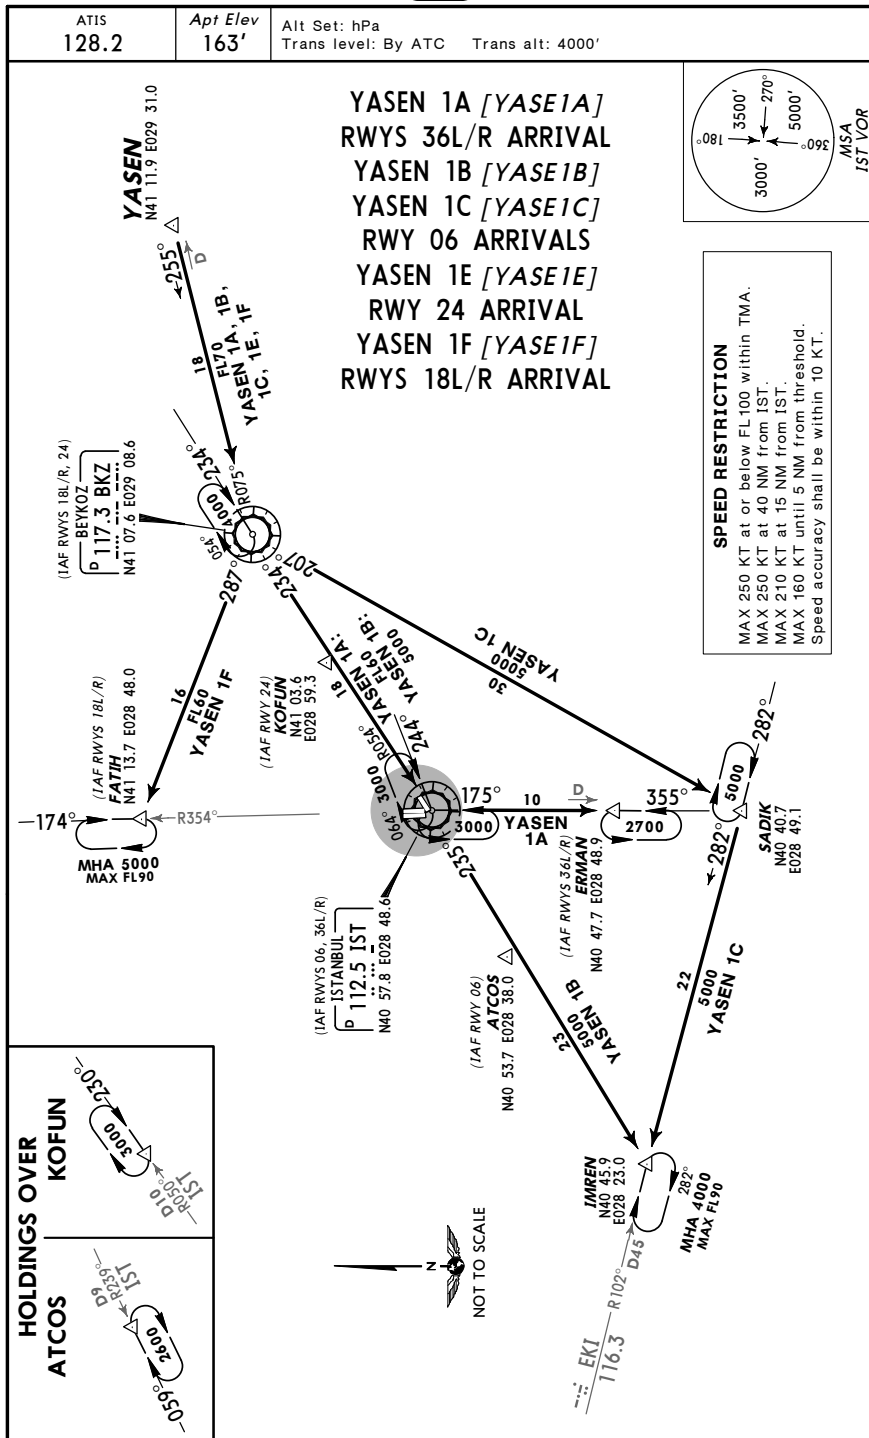 ATIS
128.2
Apt Elev
163'
Alt Set: hPa
Trans level: By ATC Trans alt: 4000'
YASEN 1A [YASE1A]
RWYS 36L/R ARRIVAL
YASEN 1B [YASE1B]
YASEN 1C [YASE1C]
RWY 06 ARRIVALS
YASEN 1E [YASE1E]
RWY 24 ARRIVAL
YASEN 1F [YASE1F]
RWYS 18L/R ARRIVAL
180°
3500'
270°
5000'
360°
3000'
MSA
IST VOR
SPEED RESTRICTION
MAX 250 KT at or below FL100 within TMA.
MAX 250 KT at 40 NM from IST.
MAX 210 KT at 15 NM from IST.
MAX 160 KT until 5 NM from threshold.
Speed accuracy shall be within 10 KT.
YASEN
N41 11.9 E029 31.0
255°
D
18
FL70
YASEN 1A, 1B,
1C, 1E, 1F
(IAF RWYS 18L/R, 24)
BEYKOZ
D 117.3 BKZ
N41 07.6 E029 08.6
234°
4000
R075°
054°
287°
234°
207°
16
FL60
YASEN 1F
(IAF RWYS 18L/R)
FATIH
N41 13.7 E028 48.0
174°
R354°
MHA 5000
MAX FL90
(IAF RWY 24)
KOFUN
N41 03.6
E028 59.3
18
YASEN 1A:
FL60
YASEN 1B:
5000
30
5000
YASEN 1C
R054°
3000
244°
064°
3000
175°
235°
10
YASEN
1A
D
355°
2700
(IAF RWYS 36L/R)
ERMAN
N40 47.7 E028 48.9
5000
282°
282°
SADIK
N40 40.7
E028 49.1
(IAF RWYS 06, 36L/R)
ISTANBUL
D 112.5 IST
N40 57.8 E028 48.6
(IAF RWY 06)
ATCOS
N40 53.7 E028 38.0
23
5000
YASEN 1B
22
5000
YASEN 1C
IMREN
N40 45.9
E028 23.0
282°
MHA 4000
MAX FL90
EKI
116.3
R102°
D45
N
NOT TO SCALE
HOLDINGS OVER
KOFUN
230°
3000
D10
R050°
IST
ATCOS
D9
R239°
IST
2600
059°